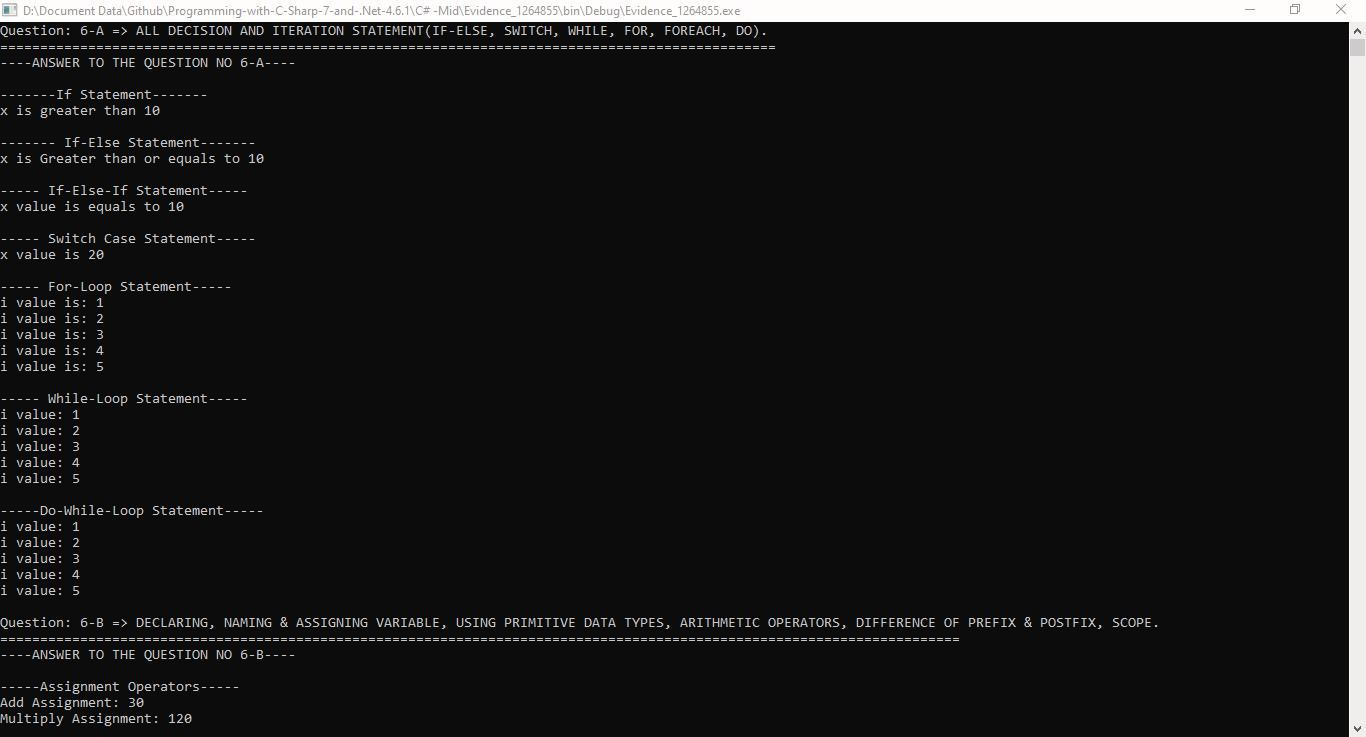 D:\Document Data\Github\Programming-with-C-Sharp-7-and-.Net-4.6.1\C# -Mid\Evidence_1264855\bin\Debug\Evidence_1264855.exe
Question: 6-A => ALL DECISION AND ITERATION STATEMENT(IF-ELSE, SWITCH, WHILE, FOR, FOREACH, DO).
=================================================================================================
----ANSWER TO THE QUESTION NO 6-A----
-------If Statement-------
x is greater than 10
------- If-Else Statement-------
x is Greater than or equals to 10
----- If-Else-If Statement-----
x value is equals to 10
----- Switch Case Statement-----
x value is 20
----- For-Loop Statement-----
i value is: 1
i value is: 2
i value is: 3
i value is: 4
i value is: 5
----- While-Loop Statement-----
i value: 1
i value: 2
i value: 3
i value: 4
i value: 5
-----Do-While-Loop Statement-----
i value: 1
i value: 2
i value: 3
i value: 4
i value: 5
Question: 6-B => DECLARING, NAMING & ASSIGNING VARIABLE, USING PRIMITIVE DATA TYPES, ARITHMETIC OPERATORS, DIFFERENCE OF PREFIX & POSTFIX, SCOPE.
========================================================================================================================
----ANSWER TO THE QUESTION NO 6-B----
-----Assignment Operators-----
Add Assignment: 30
Multiply Assignment: 120